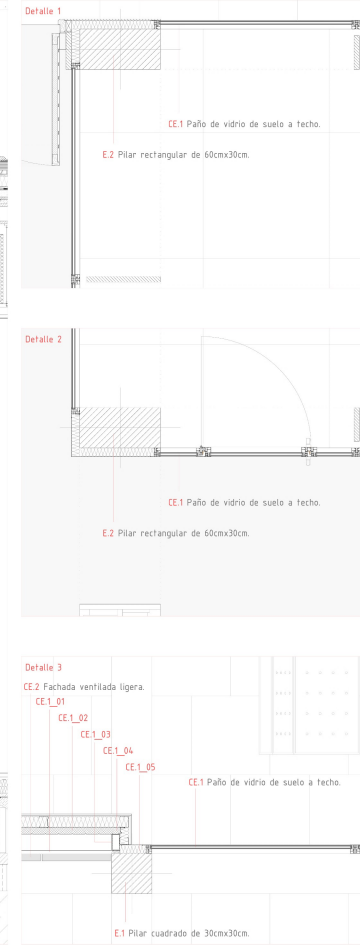 Detalle 1
CE.1 Paño de vidrio de suelo a techo.
E.2 Pilar rectangular de 60cmx30cm.
Detalle 2
CE.1 Paño de vidrio de suelo a techo.
E.2 Pilar rectangular de 60cmx30cm.
Detalle 3
CE.2 Fachada ventilada ligera.
CE.1_01
CE.1_02
CE.1_03
CE.1_04
CE.1_05
CE.1 Paño de vidrio de suelo a techo.
E.1 Pilar cuadrado de 30cmx30cm.